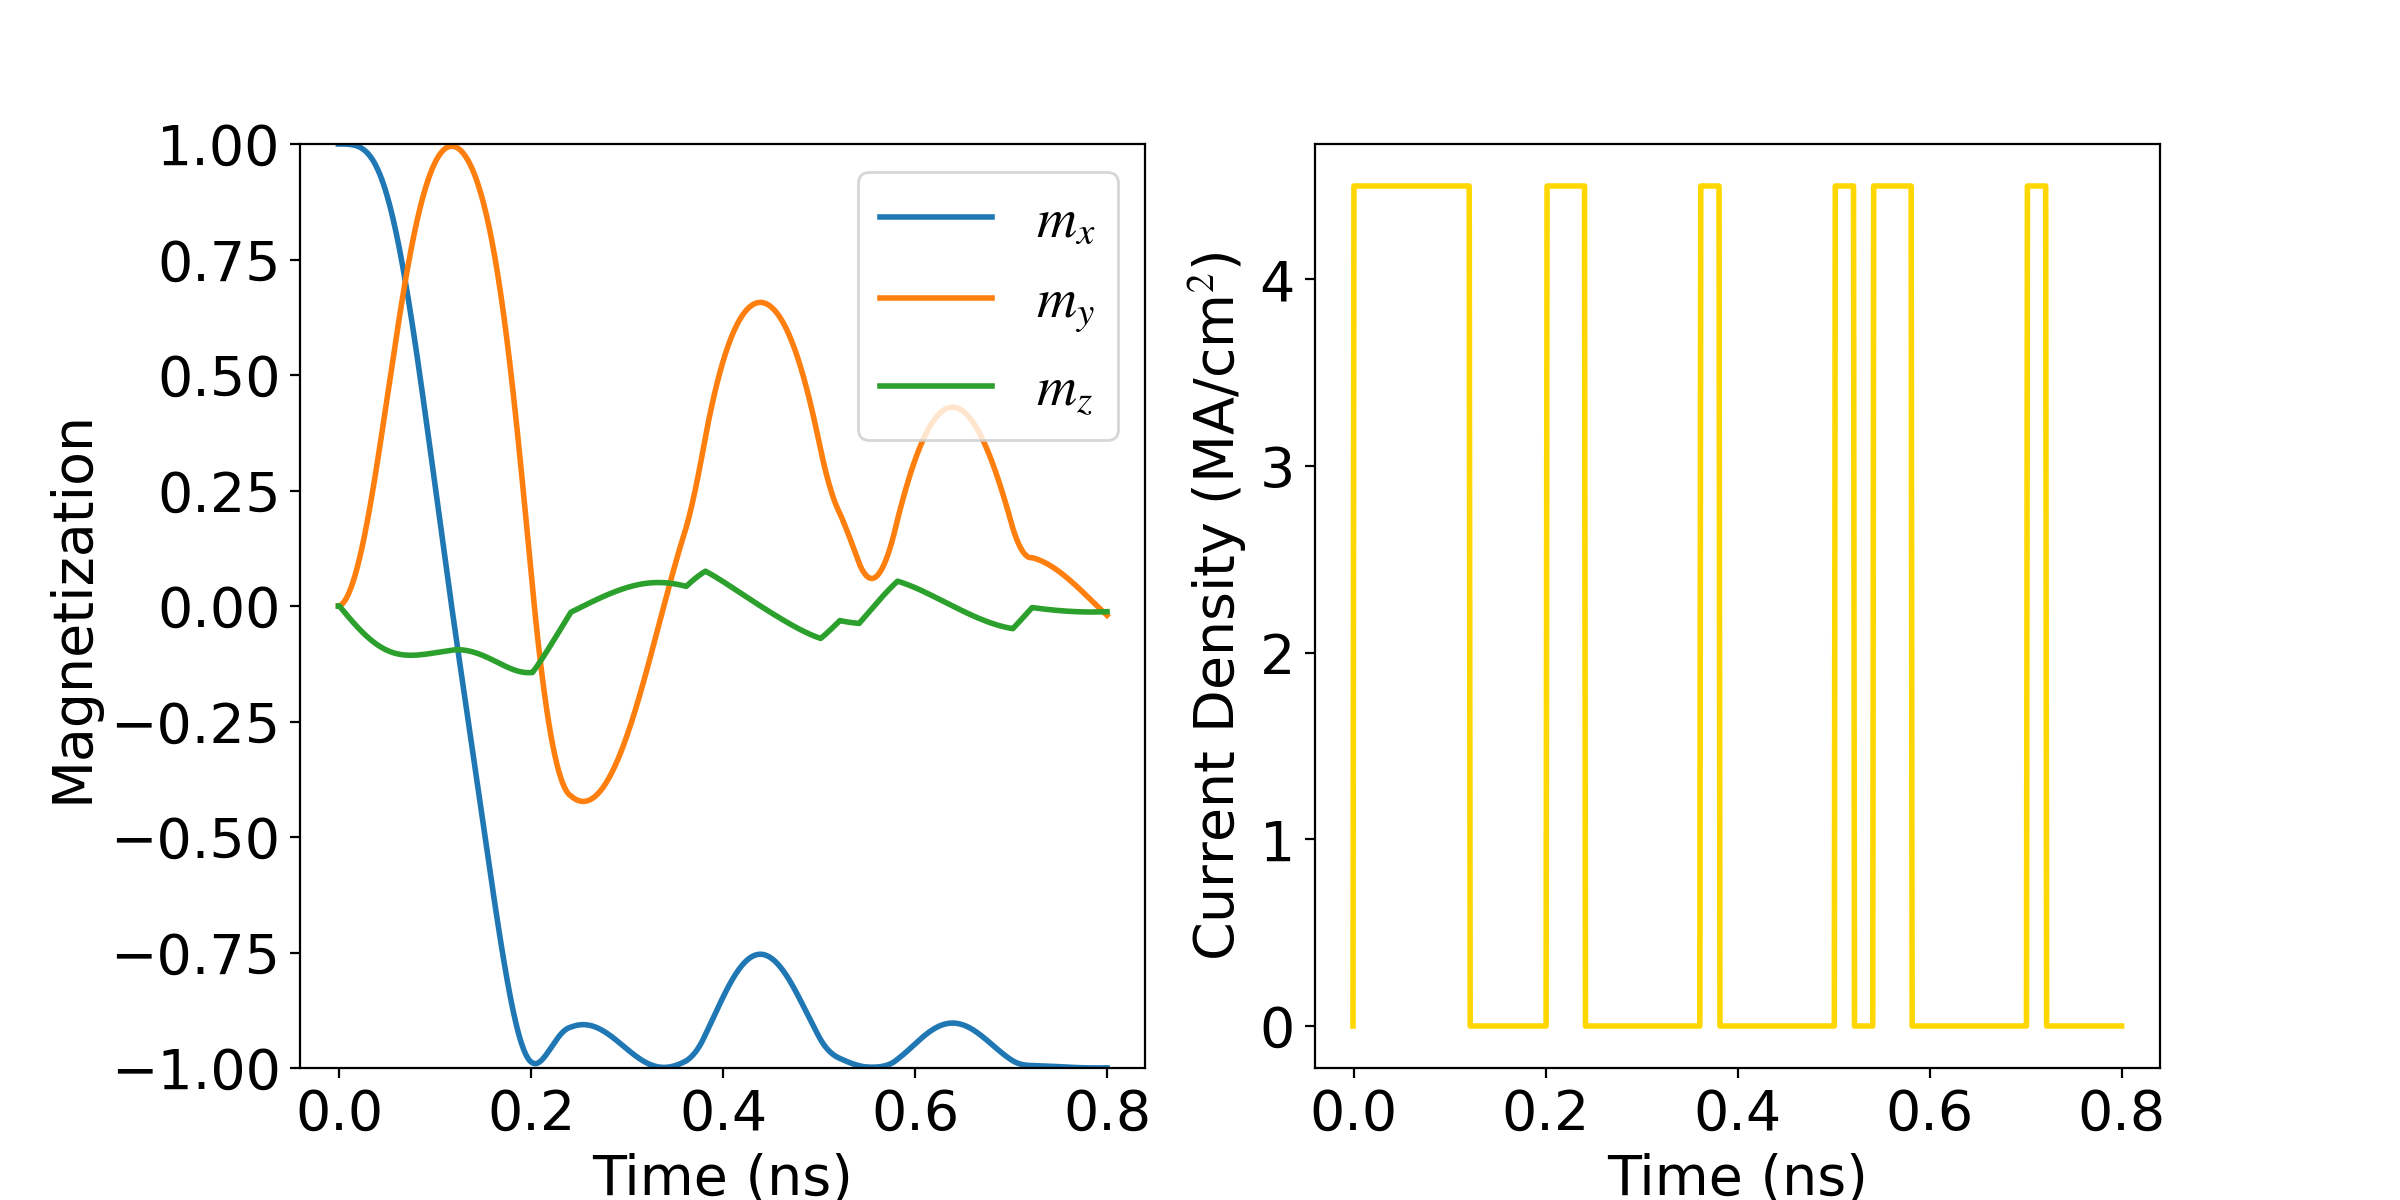 1.00
0.75
0.50
0.25
0.00
−0.25
−0.50
−0.75
−1.00
Magnetization
0.0 0.2 0.4 0.6 0.8
Time (ns)
m_x
m_y
m_z
4
3
2
1
0
Current Density (MA/cm²)
0.0 0.2 0.4 0.6 0.8
Time (ns)